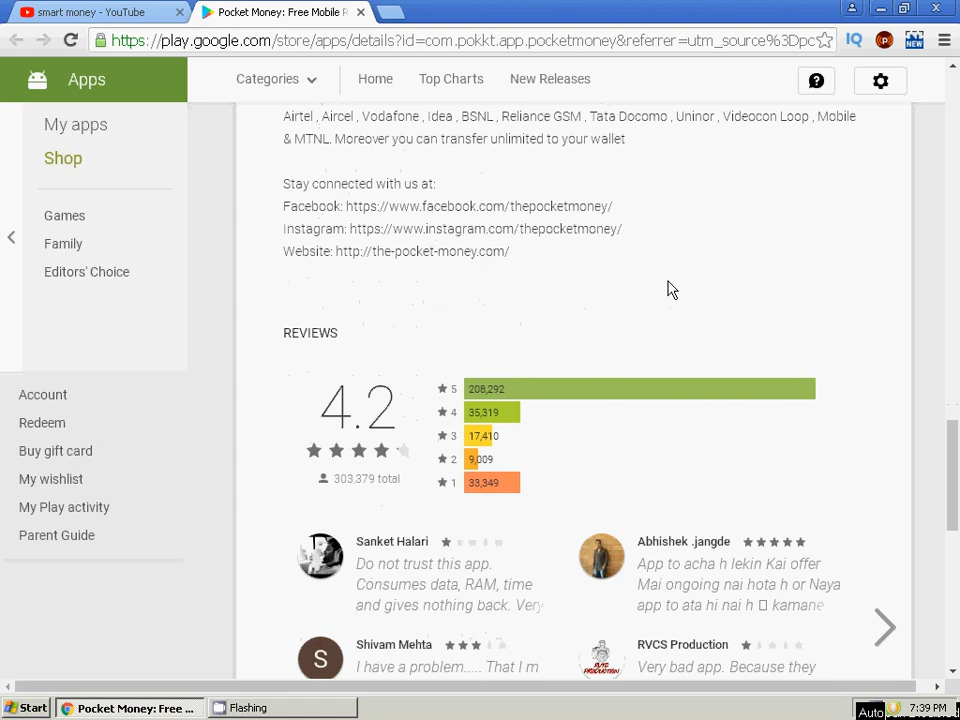 smart money - YouTube
Pocket Money: Free Mobile R
https://play.google.com/store/apps/details?id=com.pokkt.app.pocketmoney&referrer=utm_source%3Dpc
IQ
NEW
Apps
Categories
Home
Top Charts
New Releases
My apps
Shop
Games
Family
Editors' Choice
Account
Redeem
Buy gift card
My wishlist
My Play activity
Parent Guide
Airtel , Aircel , Vodafone , Idea , BSNL , Reliance GSM , Tata Docomo , Uninor , Videocon Loop , Mobile
& MTNL. Moreover you can transfer unlimited to your wallet
Stay connected with us at:
Facebook: https://www.facebook.com/thepocketmoney/
Instagram: https://www.instagram.com/thepocketmoney/
Website: http://the-pocket-money.com/
REVIEWS
4.2
303,379 total
5 208,292
4 35,319
3 17,410
2 9,009
1 33,349
Sanket Halari
Do not trust this app.
Consumes data, RAM, time
and gives nothing back. Very
Abhishek .jangde
App to acha h lekin Kai offer
Mai ongoing nai hota h or Naya
app to ata hi nai h kamane
S
Shivam Mehta
I have a problem..... That I m
RVCS Production
Very bad app. Because they
Start
Pocket Money: Free ...
Flashing
7:39 PM